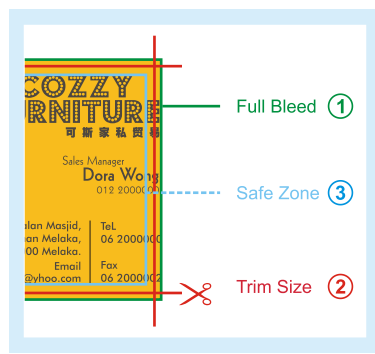 COZZY
URNITURE
可斯家私贸易
Full Bleed 1
Sales Manager
Dora Wong
012 2000000
Safe Zone 3
alan Masjid,
an Melaka,
00 Melaka.
Email
@yhoo.com
TeL
06 2000000
Fax
06 2000002
Trim Size 2